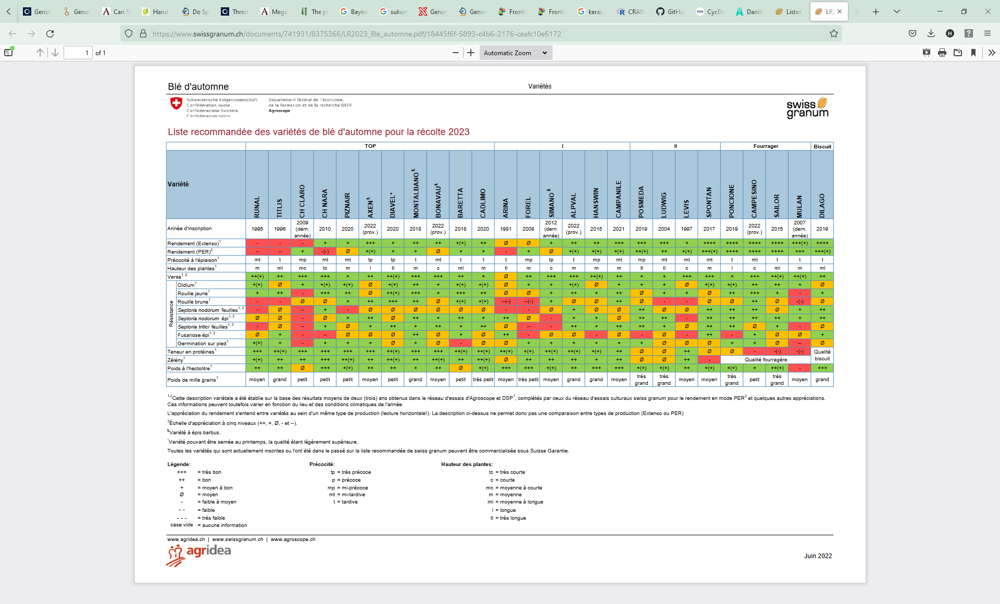 Genor
Genor
Can S
Hand-
Do Sp
Thres
Mega-
The p
Bayes
sukun
Genor
Genor
Fronti
Fronti
keras
CRAN
GitHu
CycDe
Danilo
Listes
LR2
https://www.swissgranum.ch/documents/741931/8375366/LR2023_Ble_automne.pdf/18445f6f-5893-c4b6-2176-ceafc10e6172
1 of 1
Automatic Zoom
Blé d'automne
Variétés
Schweizerische Eidgenossenschaft
Confédération suisse
Confederazione Svizzera
Confederaziun svizra
Département fédéral de l'économie,
de la formation et de la recherche DEFR
Agroscope
swiss
granum
Liste recommandée des variétés de blé d'automne pour la récolte 2023
TOP I II Fourrager Biscuit
Variété RUNAL TITLIS CH CLARO CH NARA PIZNAIR AXEN DIAVEL* MONTALBANO BONAVAU BARETTA CADLIMO ARINA FOREL SIMANO ALPVAL HANSWIN CAMPANILE POSMEDA LUDWIG LEVIS SPONTAN PONCIONE CAMPESINO SAILOR MULAN DILAGO
Année d'inscription 1995 1996 2009 (dern. année) 2010 2020 2022 (prov.) 2020 2018 2022 (prov.) 2018 2020 1981 2008 2012 (dern. année) 2022 (prov.) 2015 2021 2019 2004 1997 2017 2019 2022 (prov.) 2015 2007 (dern. année) 2019
Rendement (Extenso)1 - - - + + +++ + ++ ++ +(+) ++ Ø Ø + ++ ++ +++ +++ +++ + ++++ ++++ ++++ ++++ +++(+) ++++
Rendement (PER)2 -- -- + -(-) Ø +(+) + + Ø + + - + Ø +(+) +(+) +(+) ++(+) ++ +(+) +++(+) ++++ ++++ ++++ +++ +++(+)
Précocité à l'épiaison1 mt t mp mt mt tp tp t mt t t t mp tp t mp mt mp mt mt mt t mt t t t
Hauteur des plantes1 m ml mc tc m l tl m c ml m tl m c m m m tl tl c m l c ml m ml
Verse1, 2 ++(+) ++ +++ +++ + ++ ++(+) +++ +++ ++ + Ø ++ +++ +++ ++(+) ++ + + +++ +++ + +++ ++(+) ++(+) ++
Résistance
Oïdium1 +(+) Ø + +(+) +(+) Ø +(+) ++ + +(+) +(+) Ø + + +(+) Ø + + + Ø +(+) +(+) ++ ++ + Ø
Rouille jaune1 + ++ - +++ ++ Ø ++(+) +++ + +++ ++ Ø Ø + ++ + ++ Ø + + Ø ++ +++ + - +
Rouille brune1 - - Ø Ø + ++ +++ ++ Ø +(+) +(+) --(-) --(-) + Ø Ø ++ Ø - - Ø Ø ++ Ø -(-) Ø
Septoria nodorum feuilles1, 3 - Ø -- + - Ø Ø Ø Ø Ø Ø - - Ø + Ø Ø ++ Ø Ø ++ ++ ++ Ø + ++
Septoria nodorum épi1, 3 Ø Ø - Ø + ++ Ø ++ + ++ + ++ Ø - + + Ø ++ ++ - ++ ++ ++ ++ + ++
Septoria tritici feuilles1, 3 - Ø -- + Ø + + ++ + + ++ Ø -- - ++ + ++ ++ + Ø ++ ++ Ø + - Ø
Fusariose épi1, 3 Ø + - -- Ø Ø Ø ++ Ø + Ø ++ - Ø Ø - Ø - Ø - ++ - + Ø Ø +
Germination sur pied1 +(+) + - + + + Ø + Ø - Ø Ø + + + + + + Ø Ø Ø + + Ø -- Ø
Teneur en protéines1 +++ ++(+) +++ +++ +++ +++ ++(+) +++ +++ ++(+) ++(+) ++(+) +(+) ++(+) ++(+) +(+) ++ Ø Ø ++ Ø Ø - -(-) -(-) Qualité biscuit
Zélény1 +(+) ++ ++ +++ ++(+) ++ ++(+) ++ ++(+) ++ ++(+) Ø ++ ++ ++ + ++ Ø Ø ++ - Qualité fourragère
Poids à l'hectolitre1 ++ ++ Ø +++ +(+) ++ ++ + ++ Ø +(+) +++ +++ +(+) ++ +++ +++ +(+) +(+) ++ +(+) +(+) + ++(+) - +++
Poids de mille grains1 moyen grand petit petit petit moyen petit grand moyen petit très petit moyen très petit moyen grand grand moyen très grand très grand moyen moyen très grand petit très grand moyen grand
1,2Cette description variétale a été établie sur la base des résultats moyens de deux (trois) ans obtenus dans le réseau d'essais d'Agroscope et DSP1, complétés par ceux du réseau d'essais culturaux swiss granum pour le rendement en mode PER2 et quelques autres appréciations.
Ces informations peuvent toutefois varier en fonction du lieu et des conditions climatiques de l'année.
L'appréciation du rendement s'entend entre variétés au sein d'un même type de production (lecture horizontale!). La description ci-dessus ne permet donc pas une comparaison entre types de production (Extenso ou PER)
3Échelle d'appréciation à cinq niveaux (++, +, Ø, - et --).
Variété à épis barbus.
*Variété pouvant être semée au printemps, la qualité étant légèrement supérieure.
Toutes les variétés qui sont actuellement inscrites ou l'ont été dans le passé sur la liste recommandée de swiss granum peuvent être commercialisée sous Suisse Garantie.
Légende:
+++ = très bon
++ = bon
+ = moyen à bon
Ø = moyen
- = faible à moyen
- - = faible
- - - = très faible
case vide = aucune information
Précocité:
tp = très précoce
p = précoce
mp = mi-précoce
mt = mi-tardive
t = tardive
Hauteur des plantes:
tc = très courte
c = courte
mc = moyenne à courte
m = moyenne
ml = moyenne à longue
l = longue
tl = très longue
www.agridea.ch | www.swissgranum.ch | www.agroscope.ch
agridea
Juin 2022